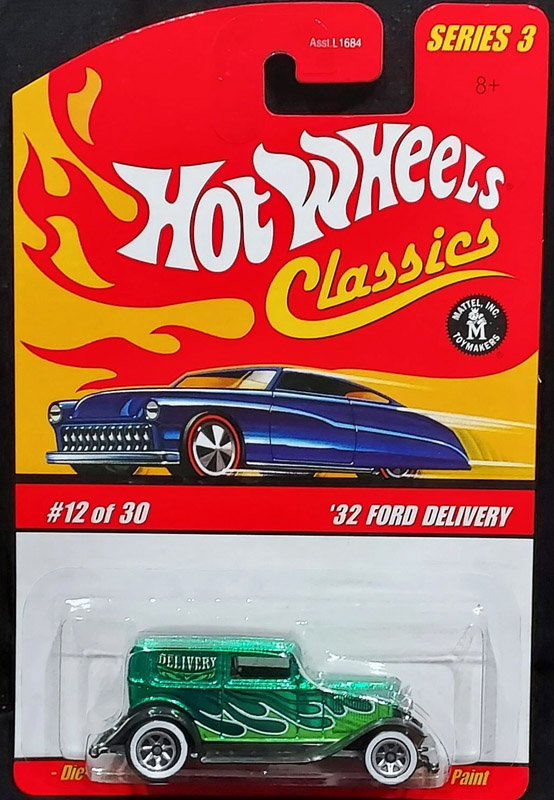 Asst.L1684
SERIES 3
8+
HOT WHEELS
Classics
MATTEL, INC.
M
TOYMAKERS
#12 of 30
'32 FORD DELIVERY
DELIVERY
- Die-
Paint